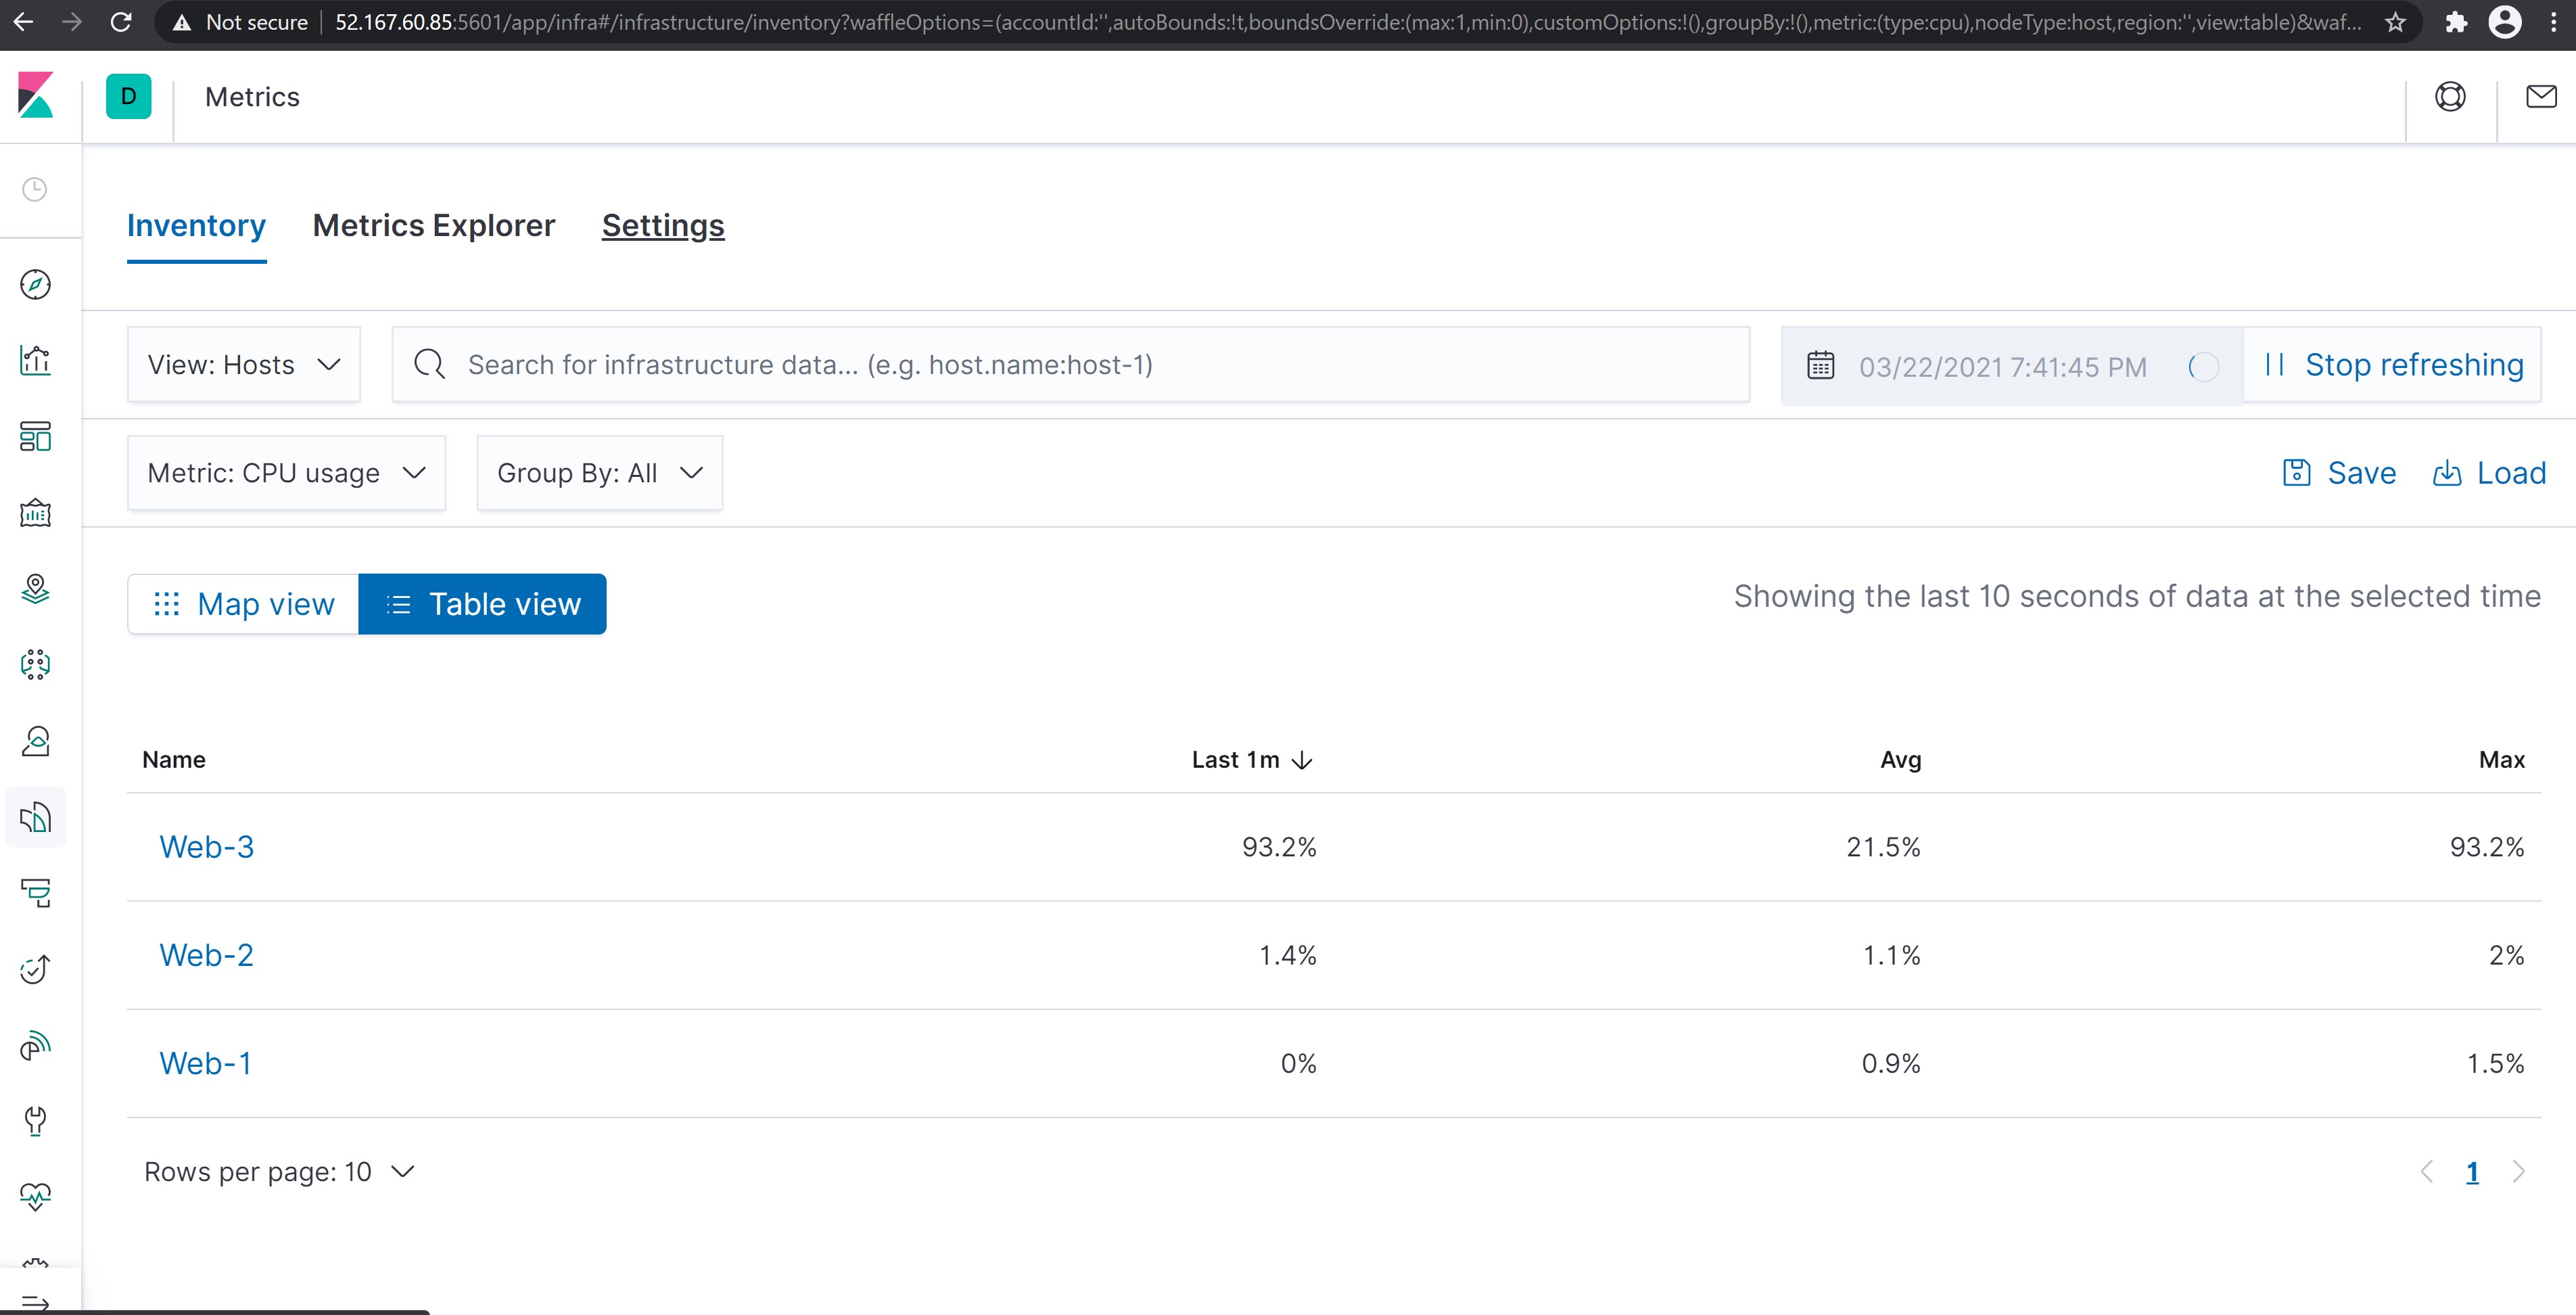 Not secure | 52.167.60.85:5601/app/infra#/infrastructure/inventory?waffleOptions=(accountId:'',autoBounds:!t,boundsOverride:(max:1,min:0),customOptions:!(),groupBy:!(),metric:(type:cpu),nodeType:host,region:'',view:table)&waf...
D Metrics
Inventory Metrics Explorer Settings
View: Hosts Search for infrastructure data... (e.g. host.name:host-1) 03/22/2021 7:41:45 PM Stop refreshing
Metric: CPU usage Group By: All Save Load
Map view Table view Showing the last 10 seconds of data at the selected time
Name Last 1m Avg Max
Web-3 93.2% 21.5% 93.2%
Web-2 1.4% 1.1% 2%
Web-1 0% 0.9% 1.5%
Rows per page: 10 1